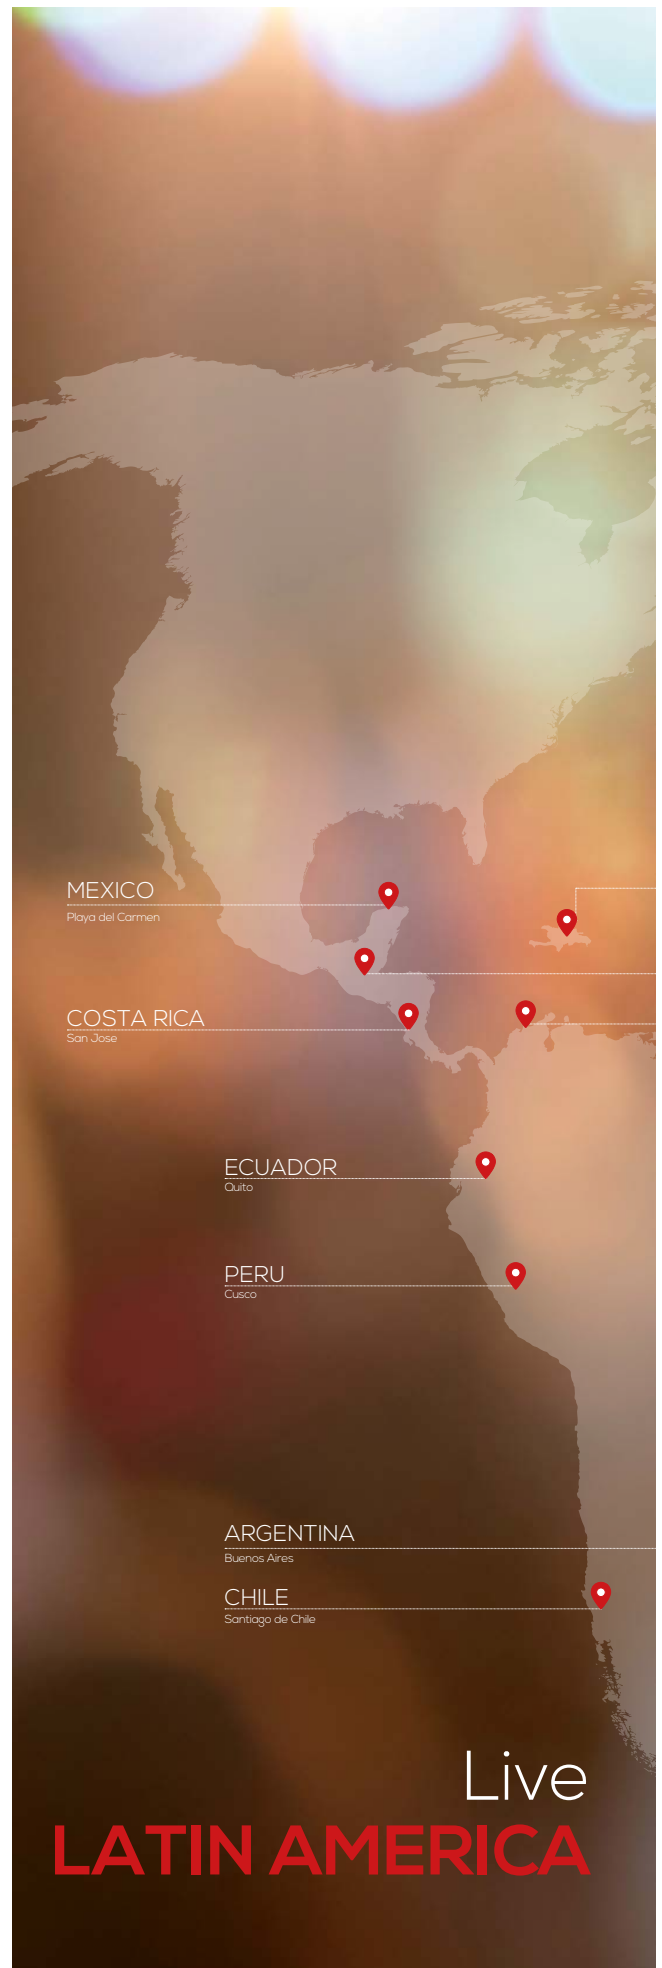 MEXICO
Playa del Carmen
COSTA RICA
San Jose
ECUADOR
Quito
PERU
Cusco
ARGENTINA
Buenos Aires
CHILE
Santiago de Chile
Live
LATIN AMERICA